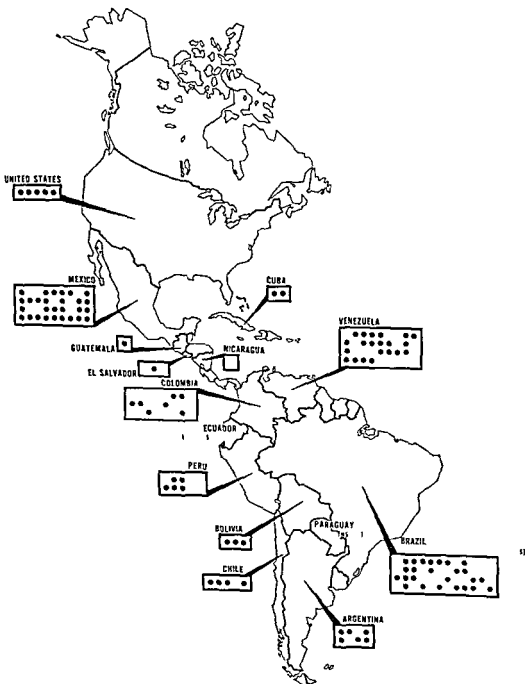 UNITED STATES
MEXICO
CUBA
VENEZUELA
GUATEMALA
NICARAGUA
EL SALVADOR
COLOMBIA
ECUADOR
PERU
PARAGUAY
BOLIVIA
BRAZIL
CHILE
ARGENTINA